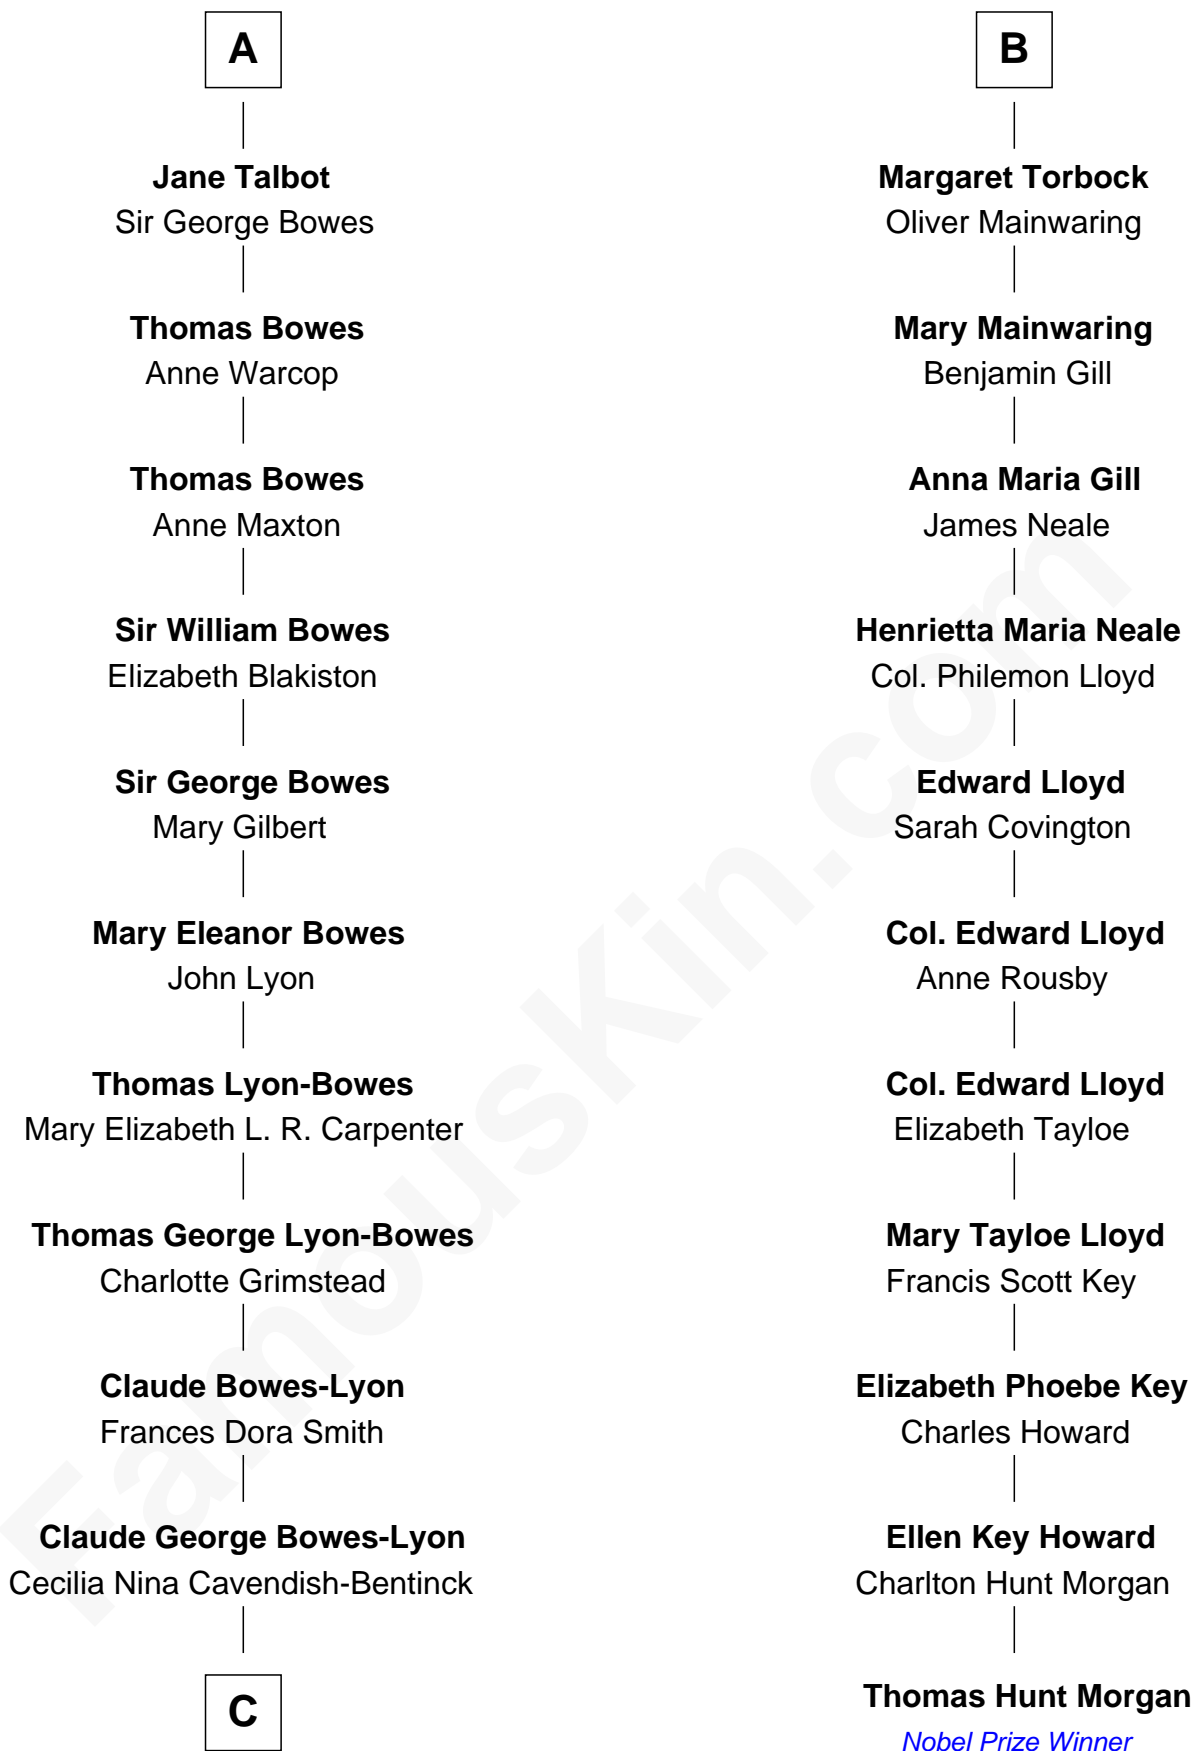 A
Jane Talbot
Sir George Bowes
Thomas Bowes
Anne Warcop
Thomas Bowes
Anne Maxton
Sir William Bowes
Elizabeth Blakiston
Sir George Bowes
Mary Gilbert
Mary Eleanor Bowes
John Lyon
Thomas Lyon-Bowes
Mary Elizabeth L. R. Carpenter
Thomas George Lyon-Bowes
Charlotte Grimstead
Claude Bowes-Lyon
Frances Dora Smith
Claude George Bowes-Lyon
Cecilia Nina Cavendish-Bentinck
C
B
Margaret Torbock
Oliver Mainwaring
Mary Mainwaring
Benjamin Gill
Anna Maria Gill
James Neale
Henrietta Maria Neale
Col. Philemon Lloyd
Edward Lloyd
Sarah Covington
Col. Edward Lloyd
Anne Rousby
Col. Edward Lloyd
Elizabeth Tayloe
Mary Tayloe Lloyd
Francis Scott Key
Elizabeth Phoebe Key
Charles Howard
Ellen Key Howard
Charlton Hunt Morgan
Thomas Hunt Morgan
Nobel Prize Winner
FamousKin.com